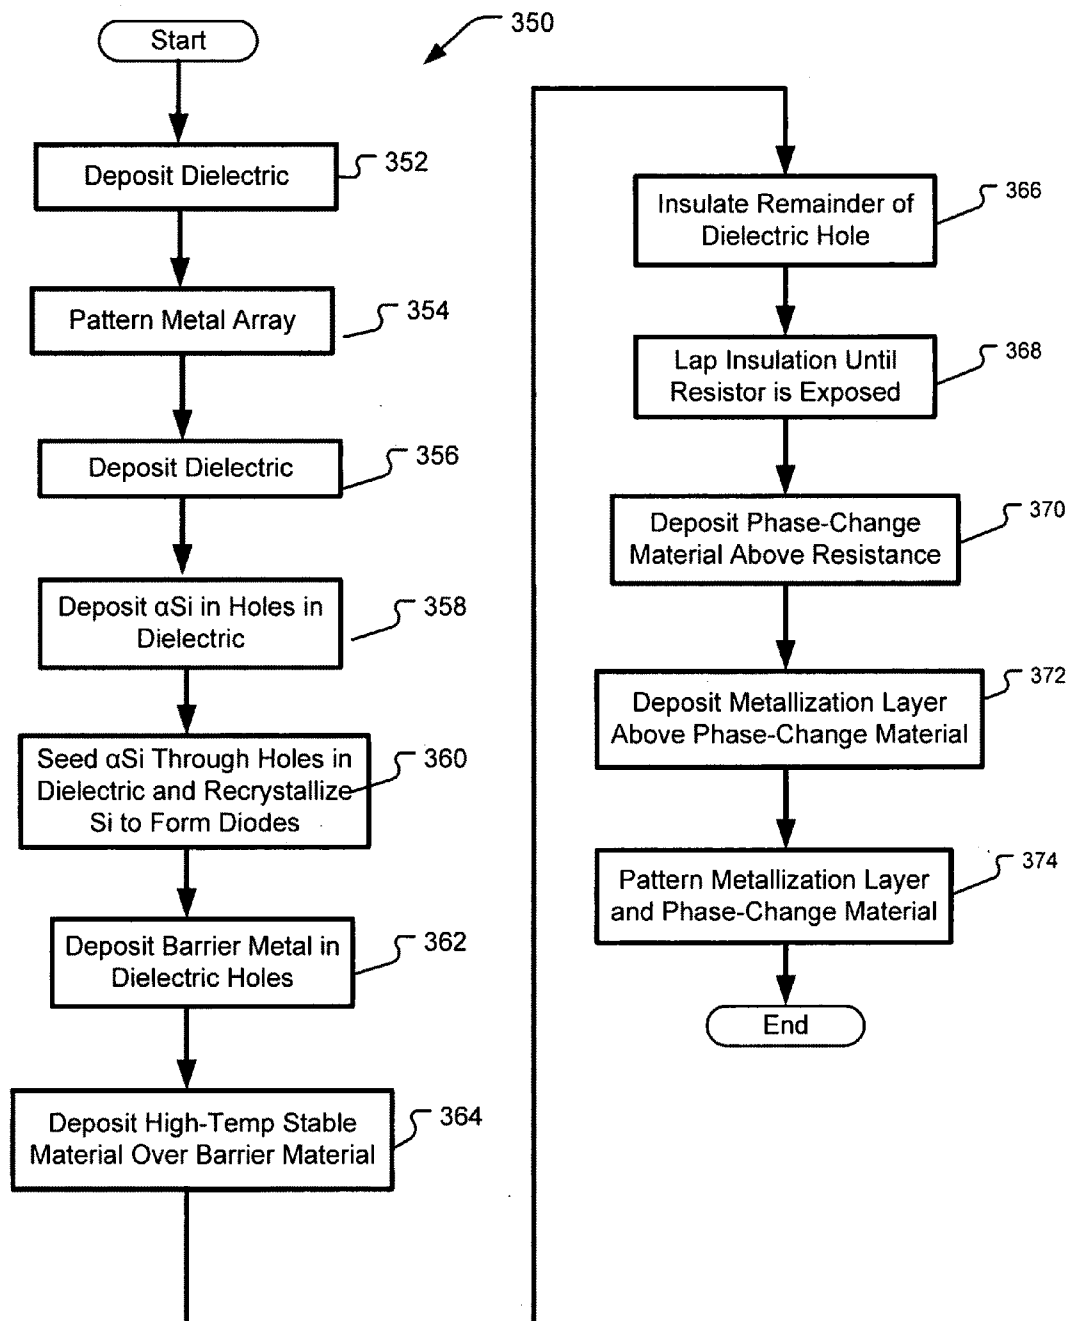 350
Start
Deposit Dielectric
352
Pattern Metal Array
354
Deposit Dielectric
356
Deposit αSi in Holes in
Dielectric
358
Seed αSi Through Holes in
Dielectric and Recrystallize
Si to Form Diodes
360
Deposit Barrier Metal in
Dielectric Holes
362
Deposit High-Temp Stable
Material Over Barrier Material
364
Insulate Remainder of
Dielectric Hole
366
Lap Insulation Until
Resistor is Exposed
368
Deposit Phase-Change
Material Above Resistance
370
Deposit Metallization Layer
Above Phase-Change Material
372
Pattern Metallization Layer
and Phase-Change Material
374
End